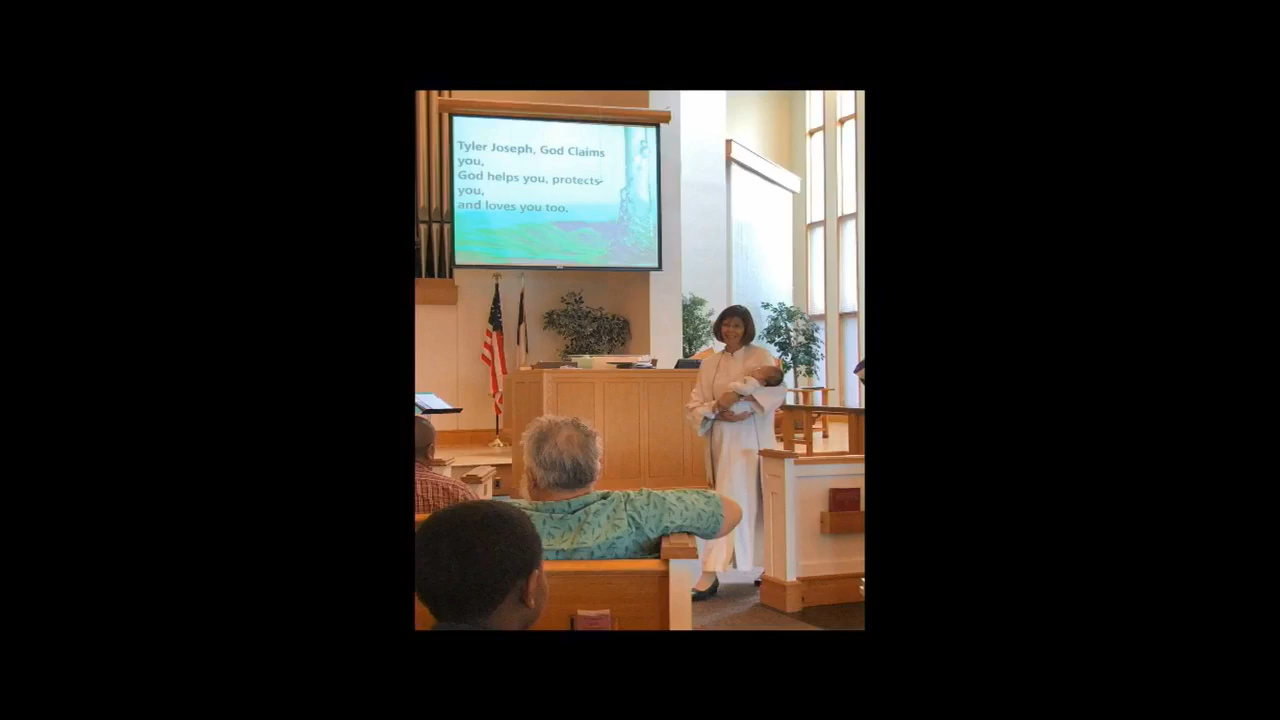 Tyler Joseph, God Claims
you,
God helps you, protects
you,
and loves you too.